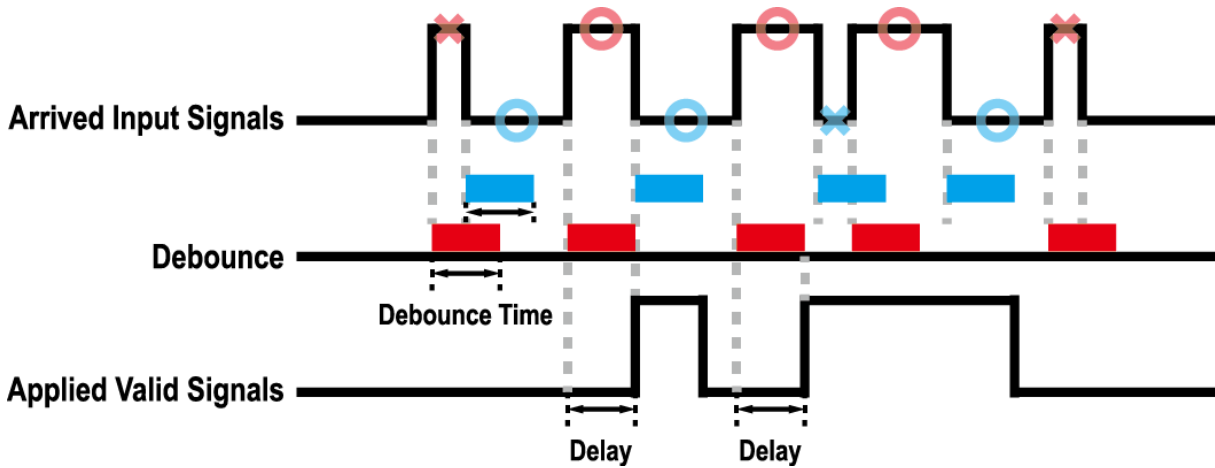 Arrived Input Signals
Debounce
Debounce Time
Applied Valid Signals
Delay
Delay